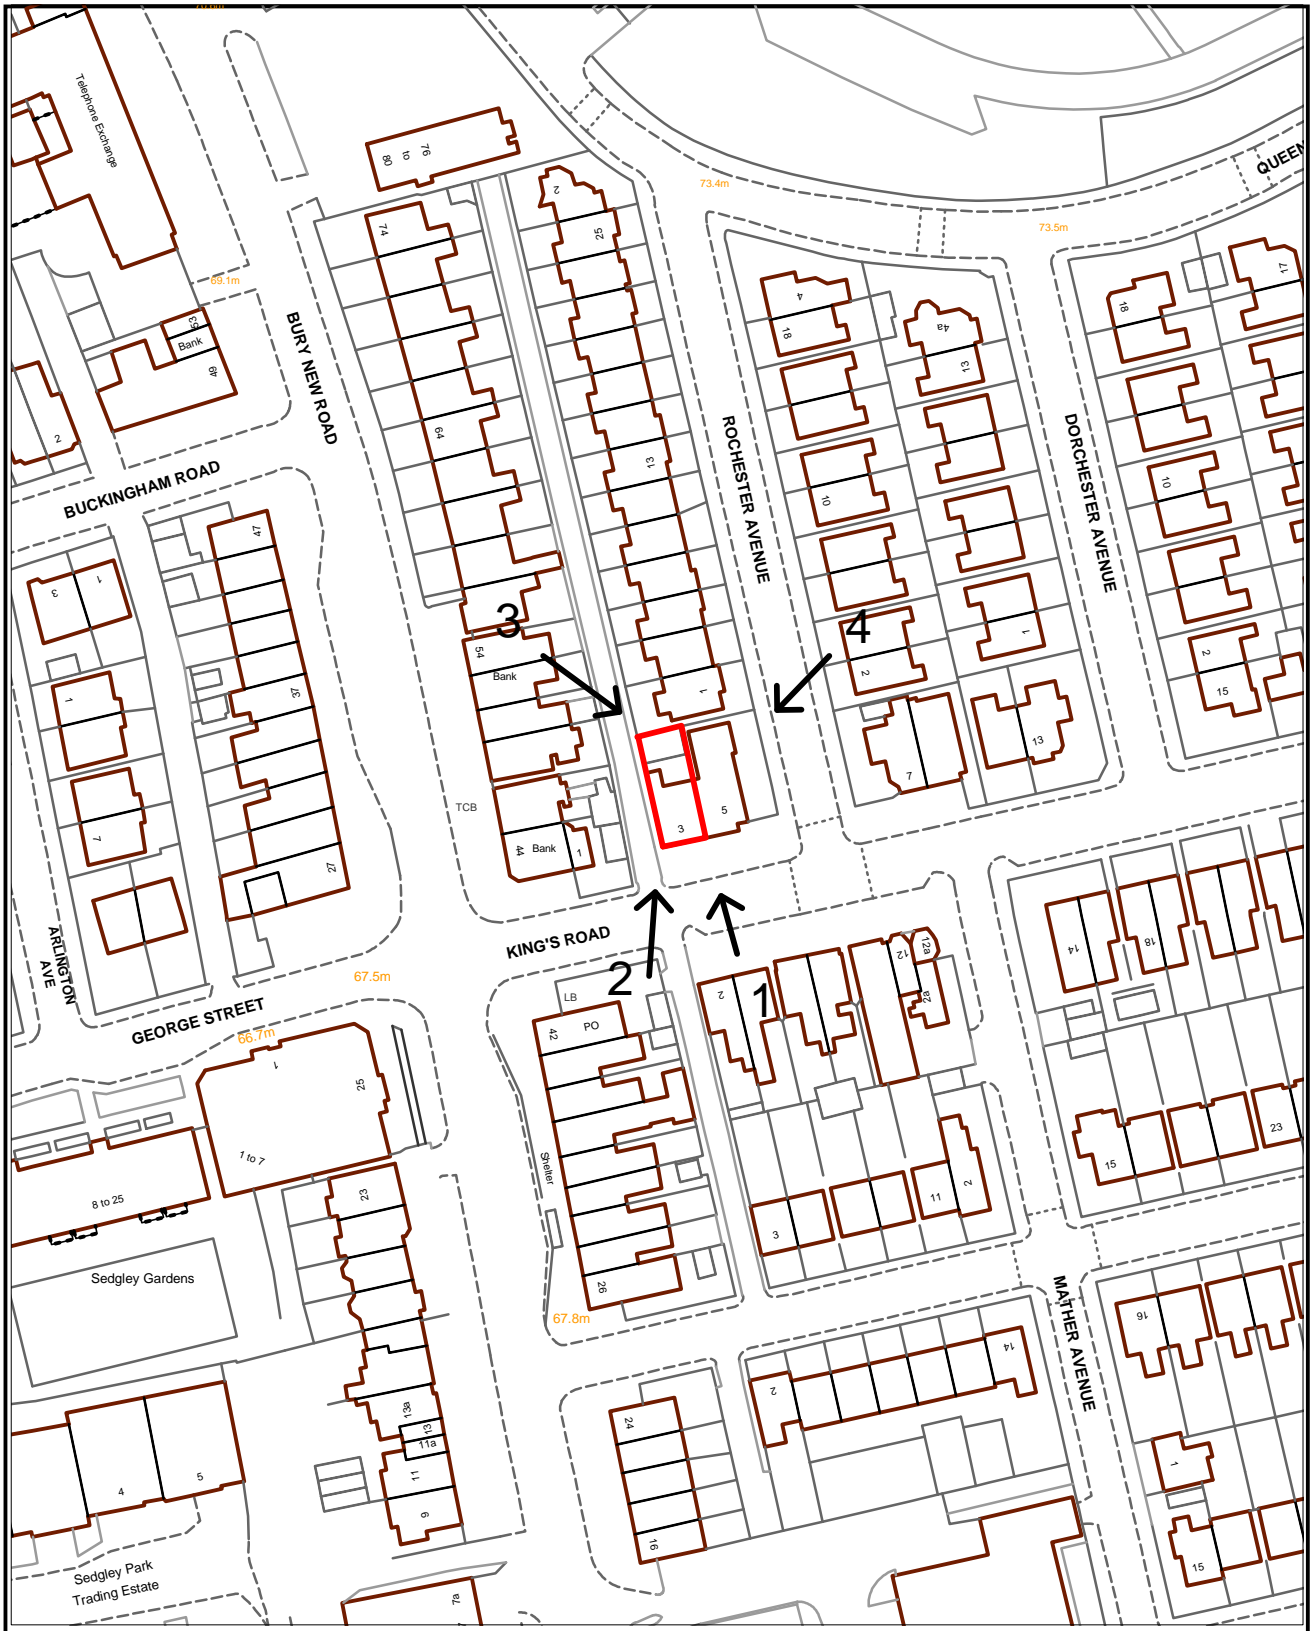 Telephone Exchange
80
to
76
74
2
25
73.4m
73.5m
QUEEN
69.1m
53
Bank
49
BURY NEW ROAD
4
18
4a
13
18
17
2
64
13
ROCHESTER AVENUE
DORCHESTER AVENUE
BUCKINGHAM ROAD
10
10
47
3
1
3
4
54
Bank
1
2
1
2
15
1
37
7
13
TCB
5
3
7
44
Bank
1
27
ARLINGTON
AVE
KING'S ROAD
14
18
12
12a
2a
67.5m
2
1
2
LB
PO
42
GEORGE STREET
66.7m
1
25
Shelter
1 to 7
15
23
8 to 25
23
3
11
2
Sedgley Gardens
26
67.8m
MATHER AVENUE
16
14
2
24
13a
13
11a
11
9
4
5
1
16
15
Sedgley Park
Trading Estate
7a